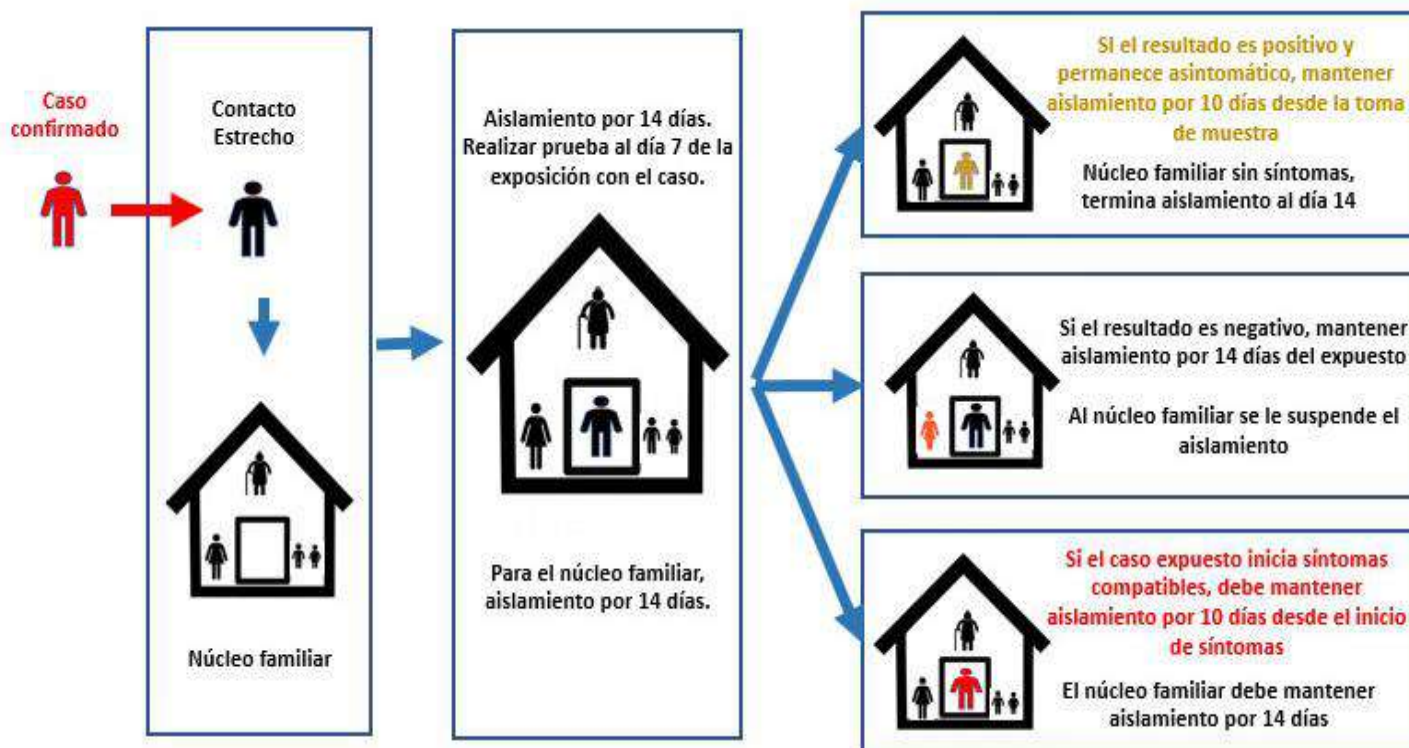 Caso
confirmado
Contacto
Estrecho
Núcleo familiar
Aislamiento por 14 días.
Realizar prueba al día 7 de la
exposición con el caso.
Para el núcleo familiar,
aislamiento por 14 días.
SI el resultado es positivo y
permanece asintomático, mantener
aislamiento por 10 días desde la toma
de muestra
Núcleo familiar sin síntomas,
termina aislamiento al día 14
Si el resultado es negativo, mantener
aislamiento por 14 días del expuesto
Al núcleo familiar se le suspende el
aislamiento
Si el caso expuesto inicia síntomas
compatibles, debe mantener
aislamiento por 10 días desde el inicio
de síntomas
El núcleo familiar debe mantener
aislamiento por 14 días